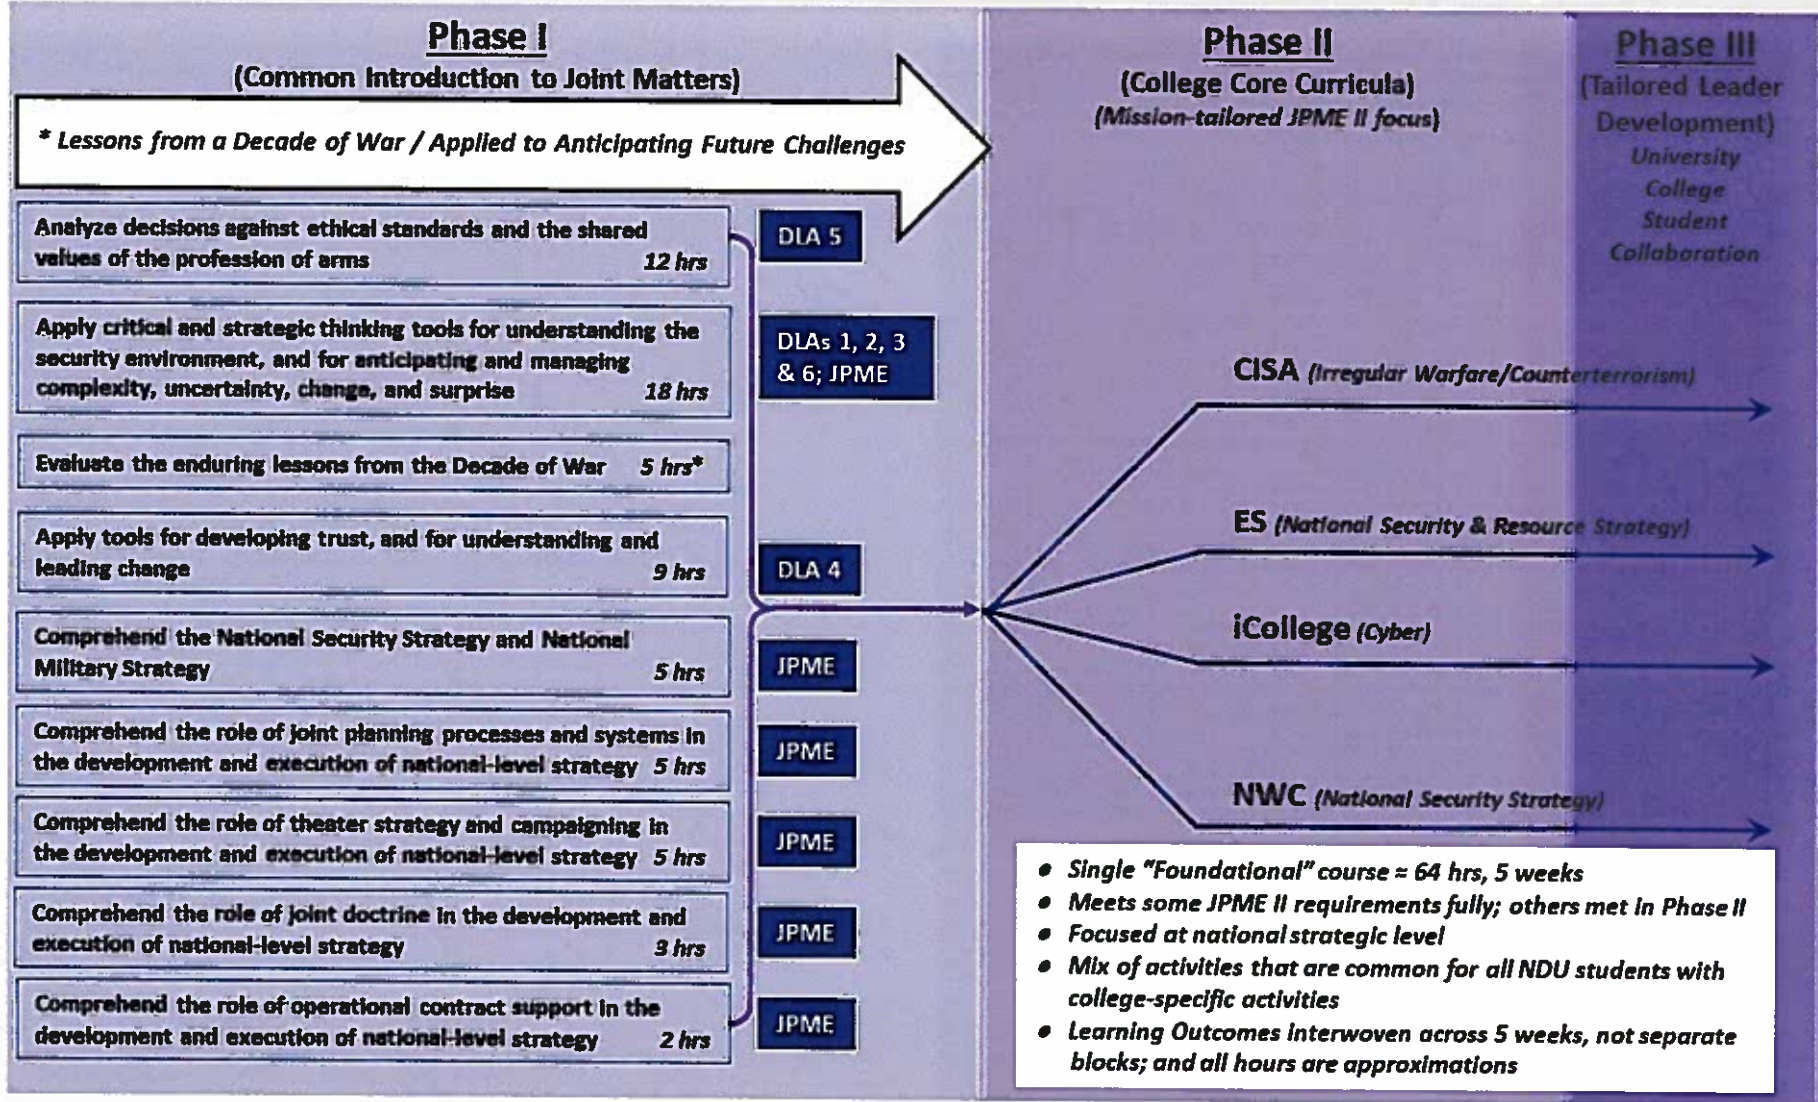 Phase I
(Common Introduction to Joint Matters)
* Lessons from a Decade of War / Applied to Anticipating Future Challenges
Analyze decisions against ethical standards and the shared
values of the profession of arms 12 hrs
DLA 5
Apply critical and strategic thinking tools for understanding the
security environment, and for anticipating and managing
complexity, uncertainty, change, and surprise 18 hrs
DLAs 1, 2, 3
& 6; JPME
Evaluate the enduring lessons from the Decade of War 5 hrs*
Apply tools for developing trust, and for understanding and
leading change 9 hrs
DLA 4
Comprehend the National Security Strategy and National
Military Strategy 5 hrs
JPME
Comprehend the role of joint planning processes and systems in
the development and execution of national-level strategy 5 hrs
JPME
Comprehend the role of theater strategy and campaigning in
the development and execution of national-level strategy 5 hrs
JPME
Comprehend the role of joint doctrine in the development and
execution of national-level strategy 3 hrs
JPME
Comprehend the role of operational contract support in the
development and execution of national-level strategy 2 hrs
JPME
Phase II
(College Core Curricula)
(Mission-tailored JPME II focus)
Phase III
(Tailored Leader
Development)
University
College
Student
Collaboration
CISA (Irregular Warfare/Counterterrorism)
ES (National Security & Resource Strategy)
iCollege (Cyber)
NWC (National Security Strategy)
• Single "Foundational" course ≈ 64 hrs, 5 weeks
• Meets some JPME II requirements fully; others met in Phase II
• Focused at national strategic level
• Mix of activities that are common for all NDU students with
college-specific activities
• Learning Outcomes interwoven across 5 weeks, not separate
blocks; and all hours are approximations